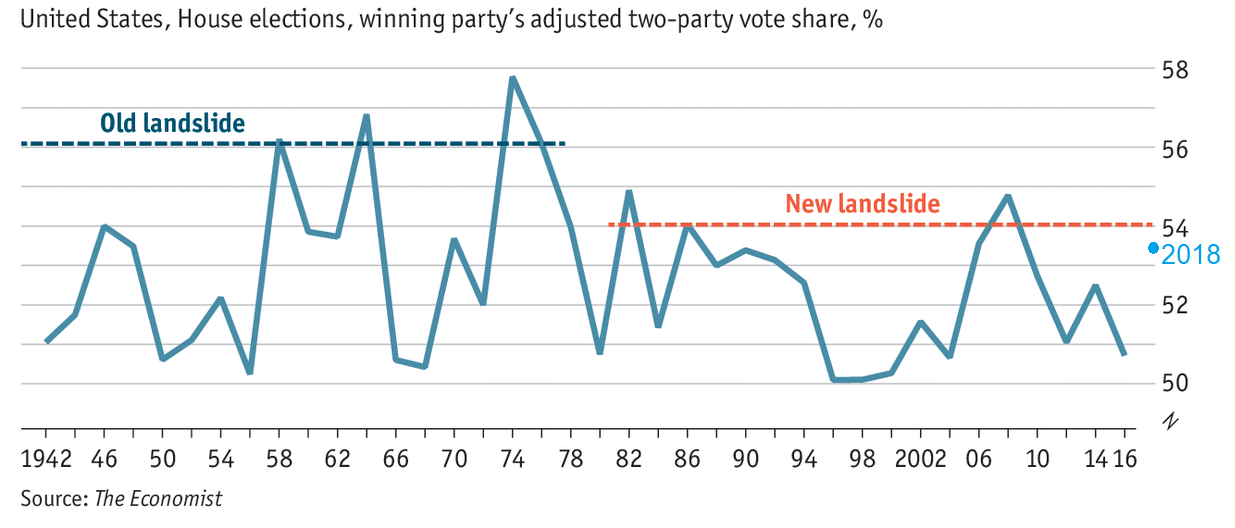 United States, House elections, winning party's adjusted two-party vote share, %
58
Old landslide
56
New landslide
54
2018
52
50
1942 46 50 54 58 62 66 70 74 78 82 86 90 94 98 2002 06 10 14 16
Source: The Economist